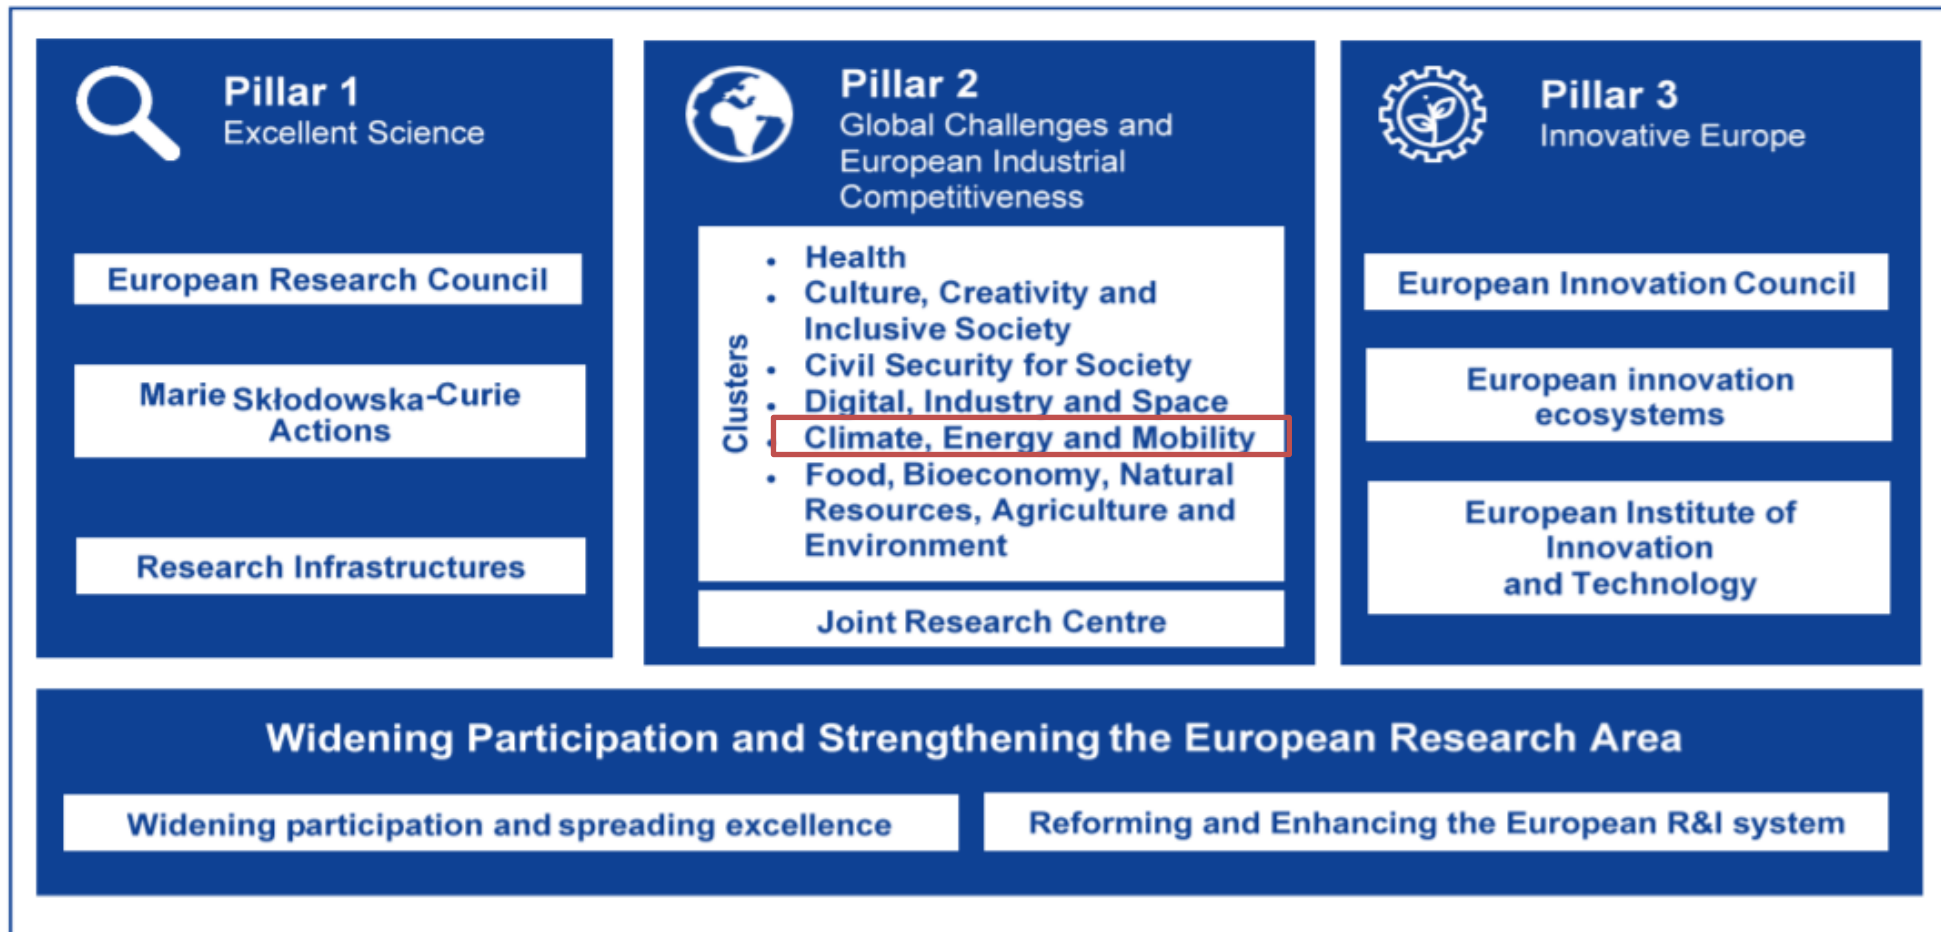 Pillar 1
Excellent Science
European Research Council
Marie Skłodowska-Curie
Actions
Research Infrastructures
Pillar 2
Global Challenges and
European Industrial
Competitiveness
Clusters
• Health
• Culture, Creativity and
Inclusive Society
• Civil Security for Society
• Digital, Industry and Space
• Climate, Energy and Mobility
• Food, Bioeconomy, Natural
Resources, Agriculture and
Environment
Joint Research Centre
Pillar 3
Innovative Europe
European Innovation Council
European innovation
ecosystems
European Institute of
Innovation
and Technology
Widening Participation and Strengthening the European Research Area
Widening participation and spreading excellence
Reforming and Enhancing the European R&I system